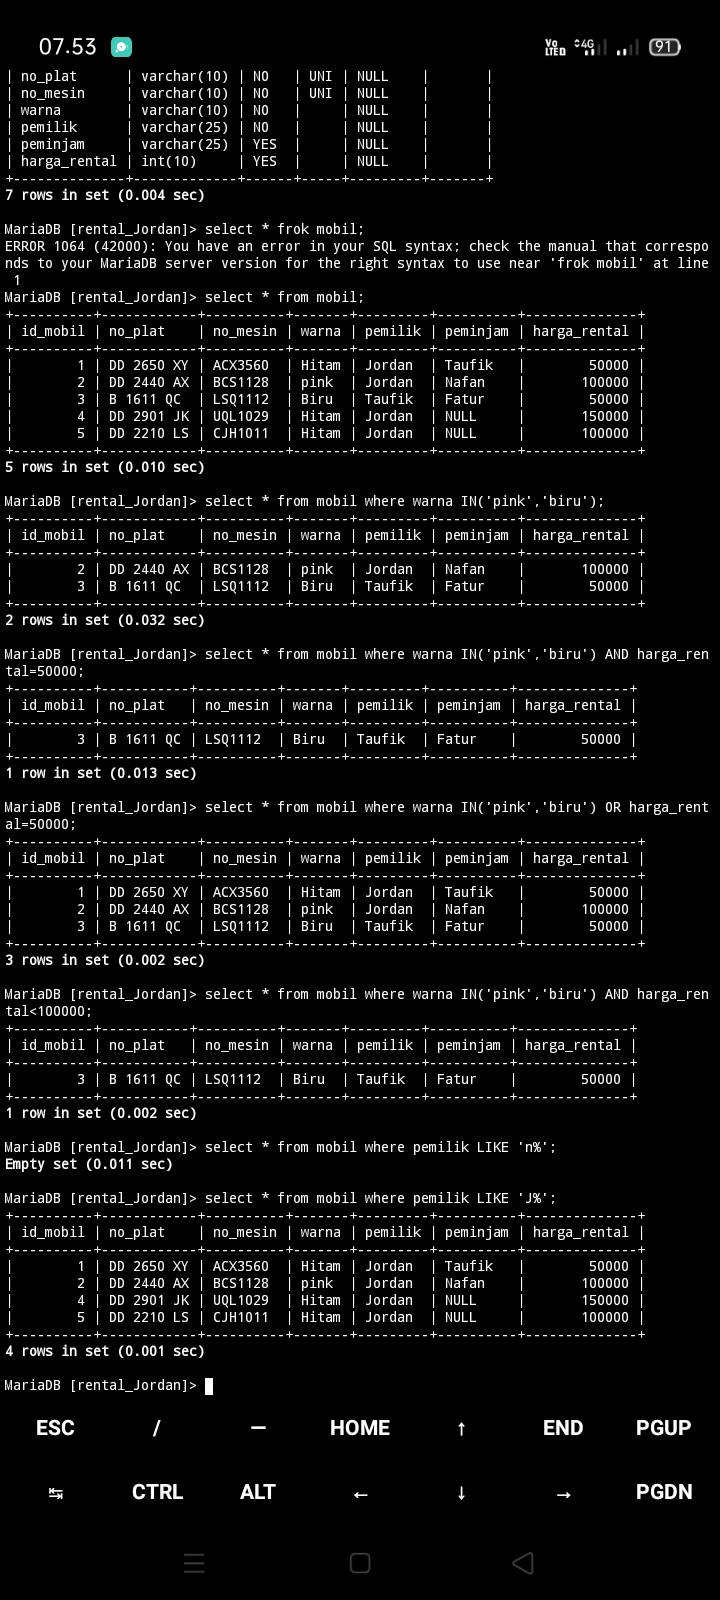 07.53 Vo LTED 4G 91
| no_plat      | varchar(10) | NO   | UNI | NULL    |       |
| no_mesin     | varchar(10) | NO   | UNI | NULL    |       |
| warna        | varchar(10) | NO   |     | NULL    |       |
| pemilik      | varchar(25) | NO   |     | NULL    |       |
| peminjam     | varchar(25) | YES  |     | NULL    |       |
| harga_rental | int(10)     | YES  |     | NULL    |       |
+--------------+-------------+------+-----+---------+-------+
7 rows in set (0.004 sec)
MariaDB [rental_Jordan]> select * frok mobil;
ERROR 1064 (42000): You have an error in your SQL syntax; check the manual that correspo
nds to your MariaDB server version for the right syntax to use near 'frok mobil' at line
 1
MariaDB [rental_Jordan]> select * from mobil;
+----------+------------+----------+-------+---------+----------+--------------+
| id_mobil | no_plat    | no_mesin | warna | pemilik | peminjam | harga_rental |
+----------+------------+----------+-------+---------+----------+--------------+
|        1 | DD 2650 XY | ACX3560  | Hitam | Jordan  | Taufik   |        50000 |
|        2 | DD 2440 AX | BCS1128  | pink  | Jordan  | Nafan    |       100000 |
|        3 | B 1611 QC  | LSQ1112  | Biru  | Taufik  | Fatur    |        50000 |
|        4 | DD 2901 JK | UQL1029  | Hitam | Jordan  | NULL     |       150000 |
|        5 | DD 2210 LS | CJH1011  | Hitam | Jordan  | NULL     |       100000 |
+----------+------------+----------+-------+---------+----------+--------------+
5 rows in set (0.010 sec)
MariaDB [rental_Jordan]> select * from mobil where warna IN('pink','biru');
+----------+------------+----------+-------+---------+----------+--------------+
| id_mobil | no_plat    | no_mesin | warna | pemilik | peminjam | harga_rental |
+----------+------------+----------+-------+---------+----------+--------------+
|        2 | DD 2440 AX | BCS1128  | pink  | Jordan  | Nafan    |       100000 |
|        3 | B 1611 QC  | LSQ1112  | Biru  | Taufik  | Fatur    |        50000 |
+----------+------------+----------+-------+---------+----------+--------------+
2 rows in set (0.032 sec)
MariaDB [rental_Jordan]> select * from mobil where warna IN('pink','biru') AND harga_ren
tal=50000;
+----------+-----------+----------+-------+---------+----------+--------------+
| id_mobil | no_plat   | no_mesin | warna | pemilik | peminjam | harga_rental |
+----------+-----------+----------+-------+---------+----------+--------------+
|        3 | B 1611 QC | LSQ1112  | Biru  | Taufik  | Fatur    |        50000 |
+----------+-----------+----------+-------+---------+----------+--------------+
1 row in set (0.013 sec)
MariaDB [rental_Jordan]> select * from mobil where warna IN('pink','biru') OR harga_rent
al=50000;
+----------+------------+----------+-------+---------+----------+--------------+
| id_mobil | no_plat    | no_mesin | warna | pemilik | peminjam | harga_rental |
+----------+------------+----------+-------+---------+----------+--------------+
|        1 | DD 2650 XY | ACX3560  | Hitam | Jordan  | Taufik   |        50000 |
|        2 | DD 2440 AX | BCS1128  | pink  | Jordan  | Nafan    |       100000 |
|        3 | B 1611 QC  | LSQ1112  | Biru  | Taufik  | Fatur    |        50000 |
+----------+------------+----------+-------+---------+----------+--------------+
3 rows in set (0.002 sec)
MariaDB [rental_Jordan]> select * from mobil where warna IN('pink','biru') AND harga_ren
tal<100000;
+----------+-----------+----------+-------+---------+----------+--------------+
| id_mobil | no_plat   | no_mesin | warna | pemilik | peminjam | harga_rental |
+----------+-----------+----------+-------+---------+----------+--------------+
|        3 | B 1611 QC | LSQ1112  | Biru  | Taufik  | Fatur    |        50000 |
+----------+-----------+----------+-------+---------+----------+--------------+
1 row in set (0.002 sec)
MariaDB [rental_Jordan]> select * from mobil where pemilik LIKE 'n%';
Empty set (0.011 sec)
MariaDB [rental_Jordan]> select * from mobil where pemilik LIKE 'J%';
+----------+------------+----------+-------+---------+----------+--------------+
| id_mobil | no_plat    | no_mesin | warna | pemilik | peminjam | harga_rental |
+----------+------------+----------+-------+---------+----------+--------------+
|        1 | DD 2650 XY | ACX3560  | Hitam | Jordan  | Taufik   |        50000 |
|        2 | DD 2440 AX | BCS1128  | pink  | Jordan  | Nafan    |       100000 |
|        4 | DD 2901 JK | UQL1029  | Hitam | Jordan  | NULL     |       150000 |
|        5 | DD 2210 LS | CJH1011  | Hitam | Jordan  | NULL     |       100000 |
+----------+------------+----------+-------+---------+----------+--------------+
4 rows in set (0.001 sec)
MariaDB [rental_Jordan]>
ESC / — HOME ↑ END PGUP
↹ CTRL ALT ← ↓ → PGDN